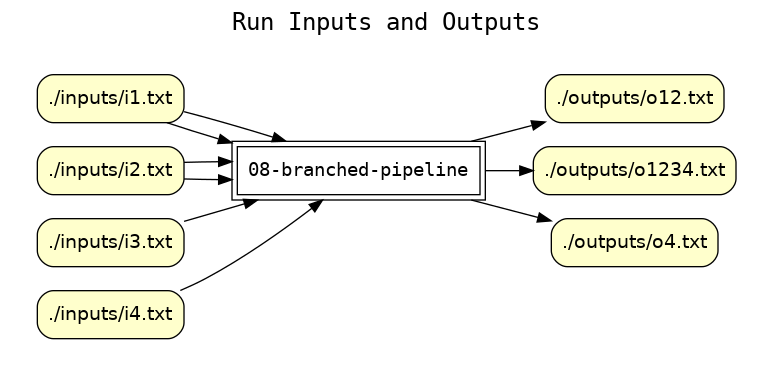 Run Inputs and Outputs
./inputs/i1.txt
./inputs/i2.txt
./inputs/i3.txt
./inputs/i4.txt
08-branched-pipeline
./outputs/o12.txt
./outputs/o1234.txt
./outputs/o4.txt